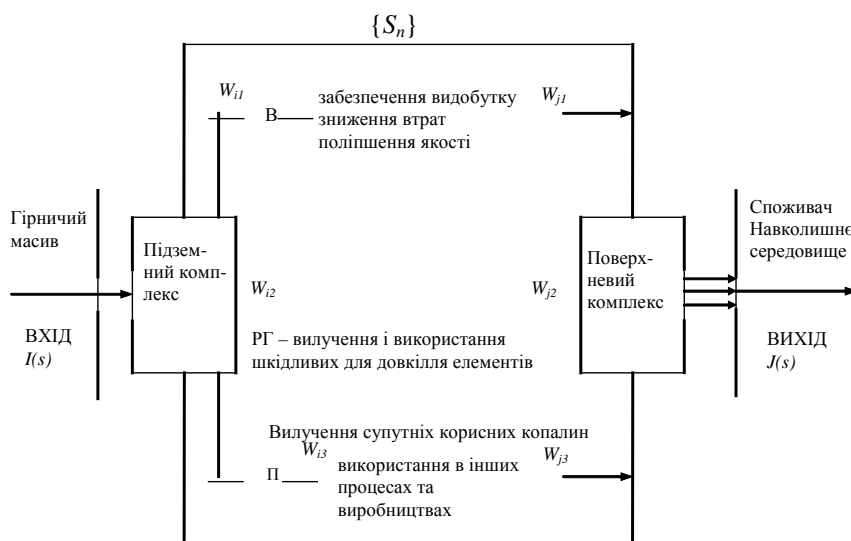 {Sn}
Wi1
В
забезпечення видобутку
зниження втрат
поліпшення якості
Wj1
Гірничий
масив
Підзем-
ний комп-
лекс
Wi2
Wj2
Поверх-
невий
комплекс
Споживач
Навколишнє
середовище
ВХІД
I(s)
РГ – вилучення і використання
шкідливих для довкілля елементів
ВИХІД
J(s)
Вилучення супутніх корисних копалин
Wi3
П
використання в інших
процесах та
виробництвах
Wj3